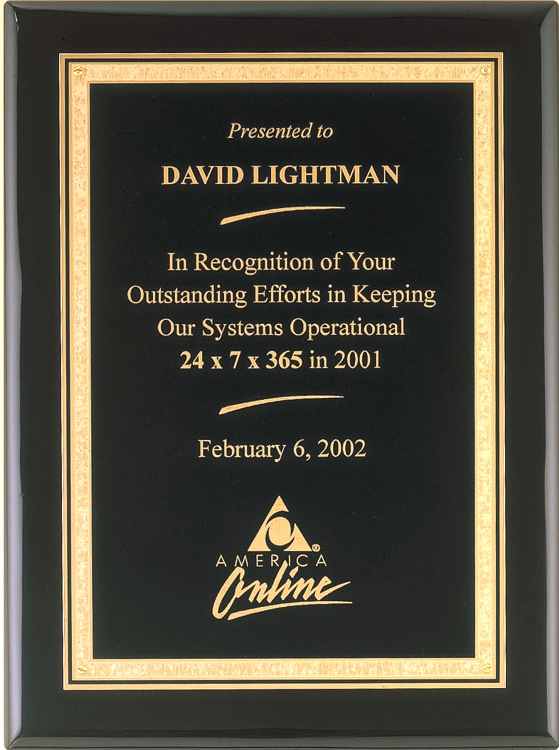 Presented to
DAVID LIGHTMAN
In Recognition of Your
Outstanding Efforts in Keeping
Our Systems Operational
24 x 7 x 365 in 2001
February 6, 2002
®
AMERICA
Online